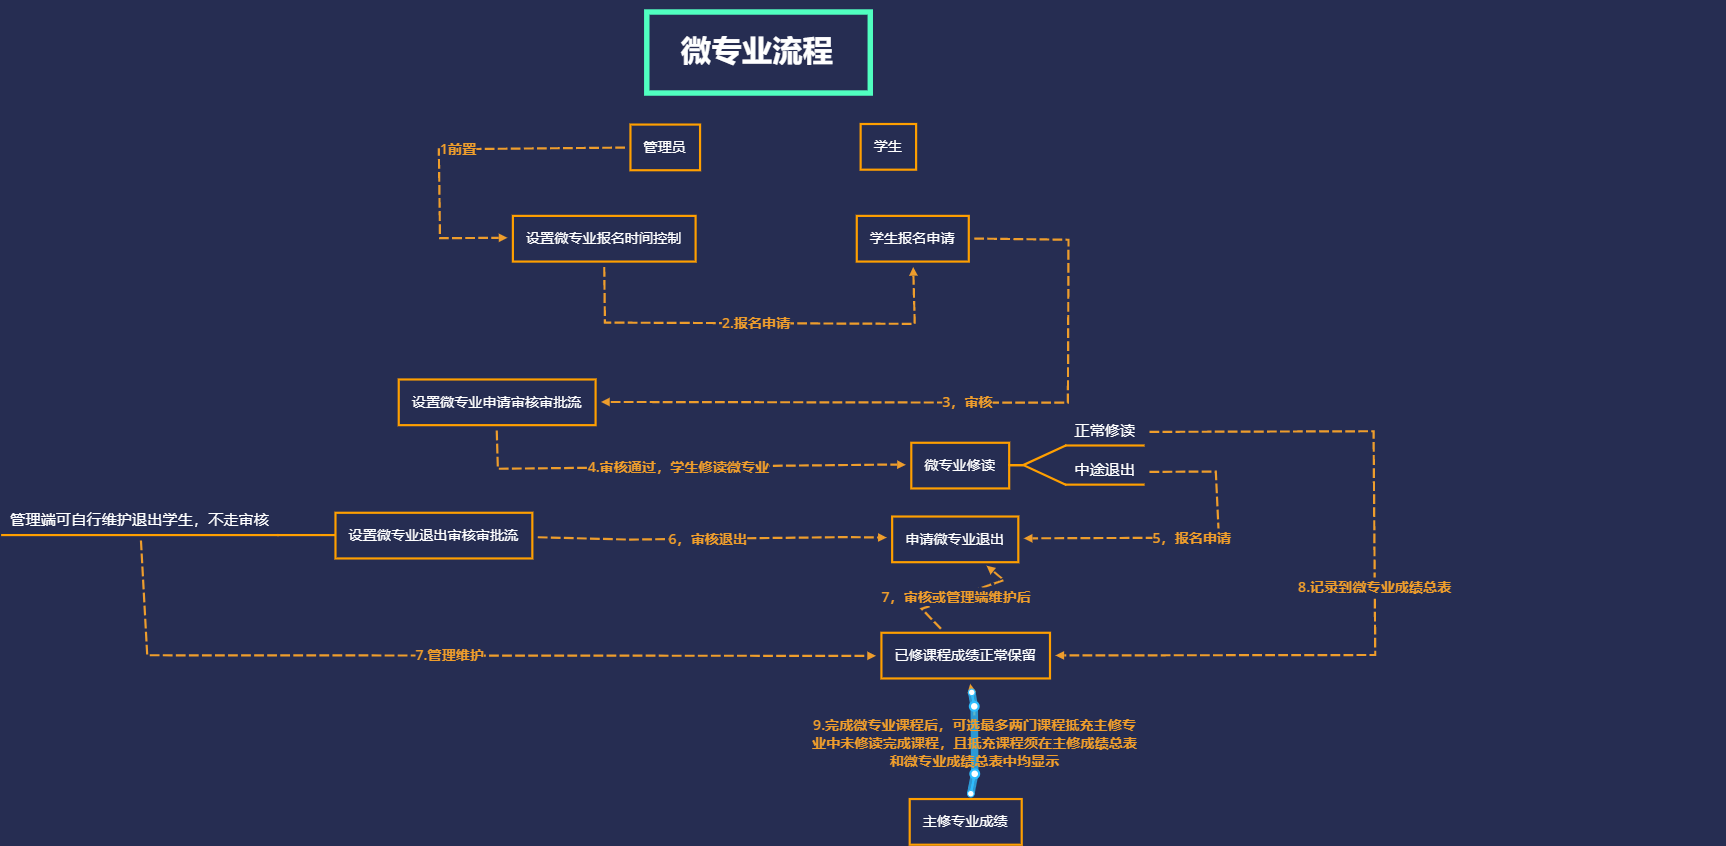 微专业流程
管理员
学生
1前置
设置微专业报名时间控制
学生报名申请
2.报名申请
设置微专业申请审核审批流
3，审核
正常修读
4.审核通过，学生修读微专业
微专业修读
中途退出
管理端可自行维护退出学生，不走审核
设置微专业退出审核审批流
6，审核退出
申请微专业退出
5，报名申请
8.记录到微专业成绩总表
7，审核或管理端维护后
7.管理维护
已修课程成绩正常保留
9.完成微专业课程后，可选最多两门课程抵充主修专
业中未修读完成课程，且抵充课程须在主修成绩总表
和微专业成绩总表中均显示
主修专业成绩